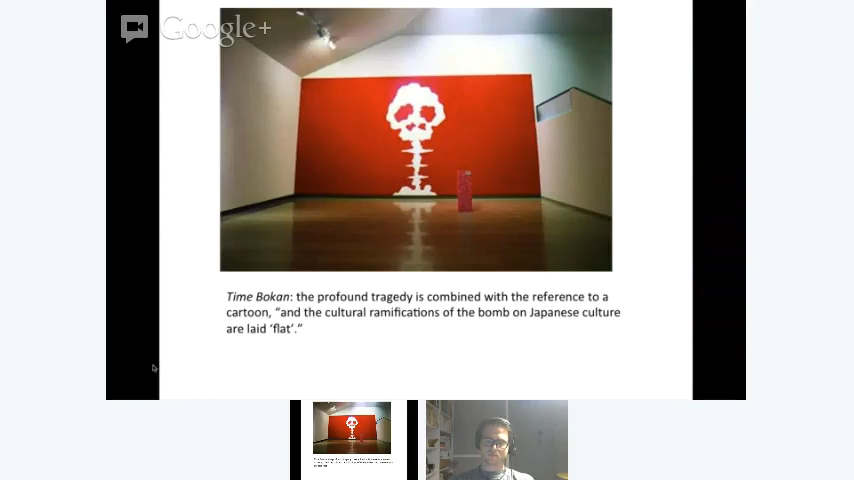 Google+
Time Bokan: the profound tragedy is combined with the reference to a
cartoon, “and the cultural ramifications of the bomb on Japanese culture
are laid ‘flat’.”